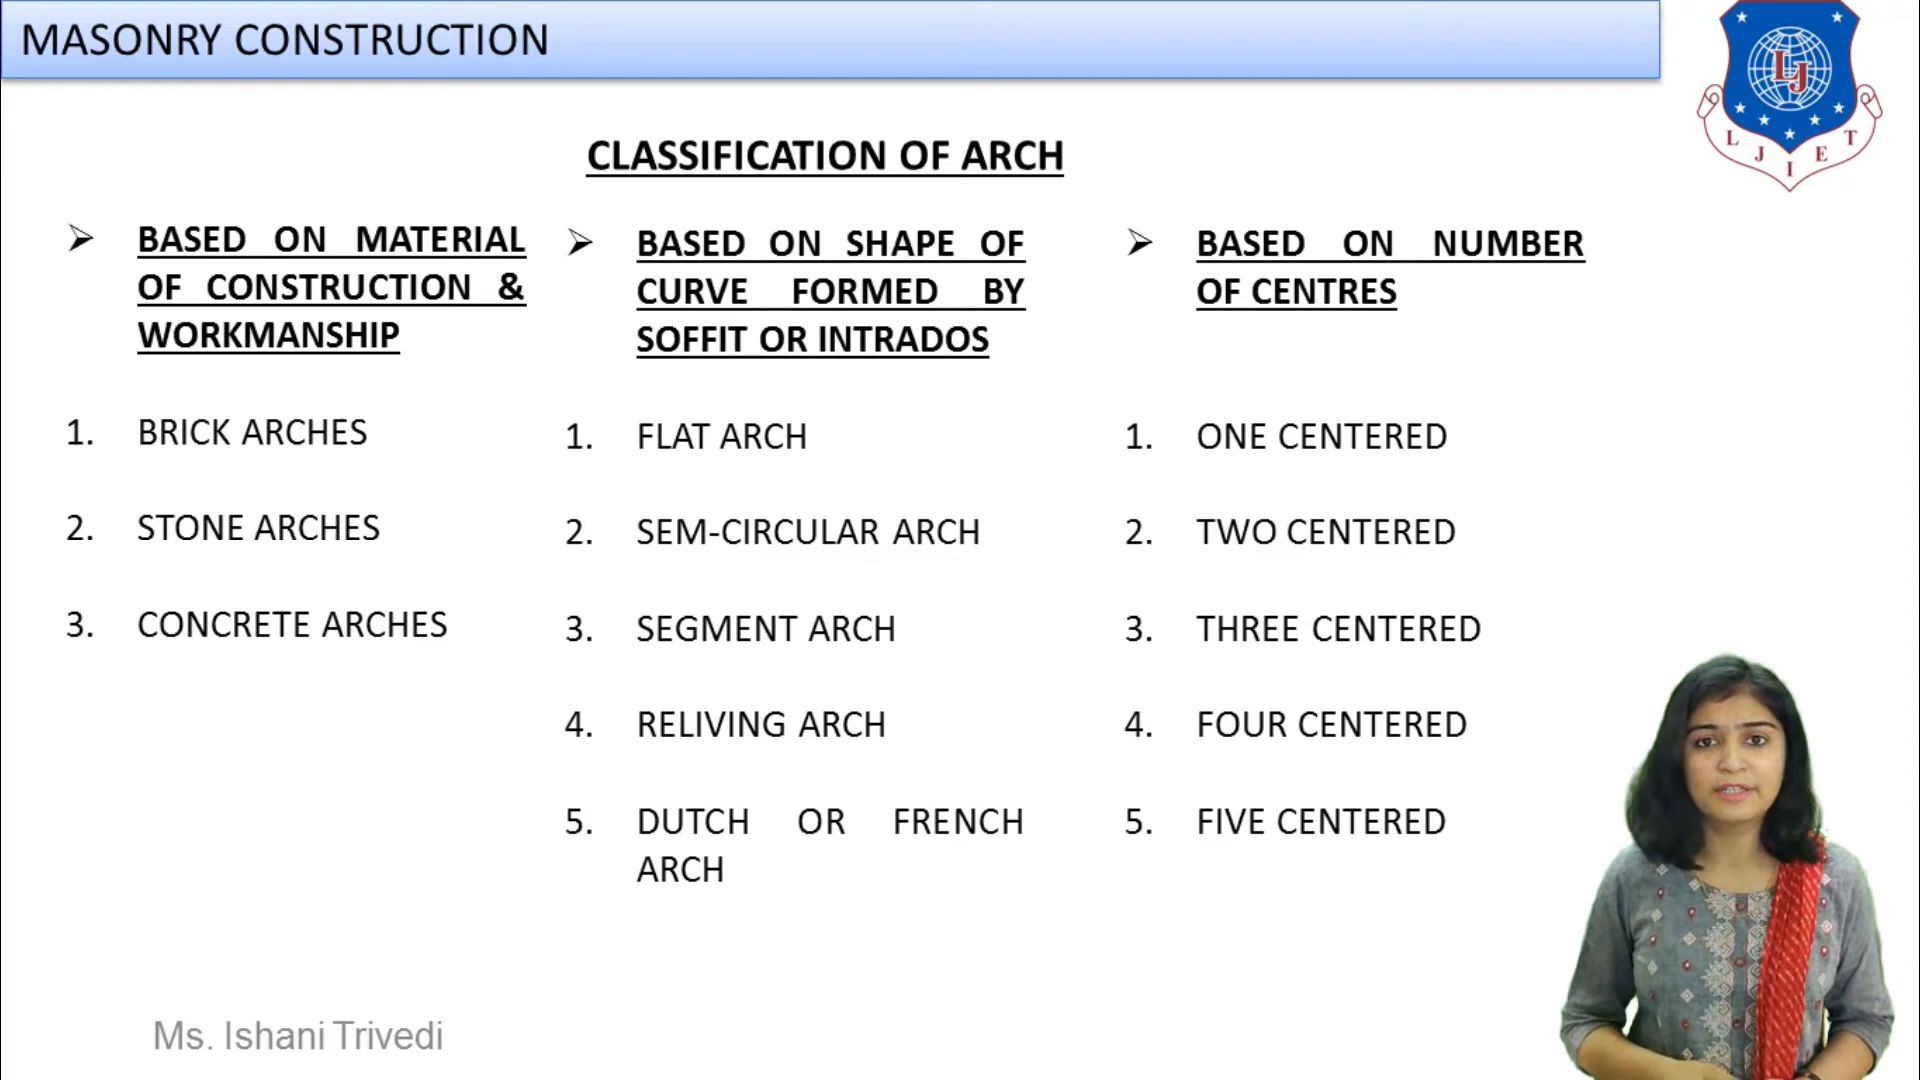 MASONRY CONSTRUCTION
LJ
L J I E T
CLASSIFICATION OF ARCH
➢ BASED ON MATERIAL
OF CONSTRUCTION &
WORKMANSHIP
1. BRICK ARCHES
2. STONE ARCHES
3. CONCRETE ARCHES
➢ BASED ON SHAPE OF
CURVE FORMED BY
SOFFIT OR INTRADOS
1. FLAT ARCH
2. SEM-CIRCULAR ARCH
3. SEGMENT ARCH
4. RELIVING ARCH
5. DUTCH OR FRENCH
ARCH
➢ BASED ON NUMBER
OF CENTRES
1. ONE CENTERED
2. TWO CENTERED
3. THREE CENTERED
4. FOUR CENTERED
5. FIVE CENTERED
Ms. Ishani Trivedi